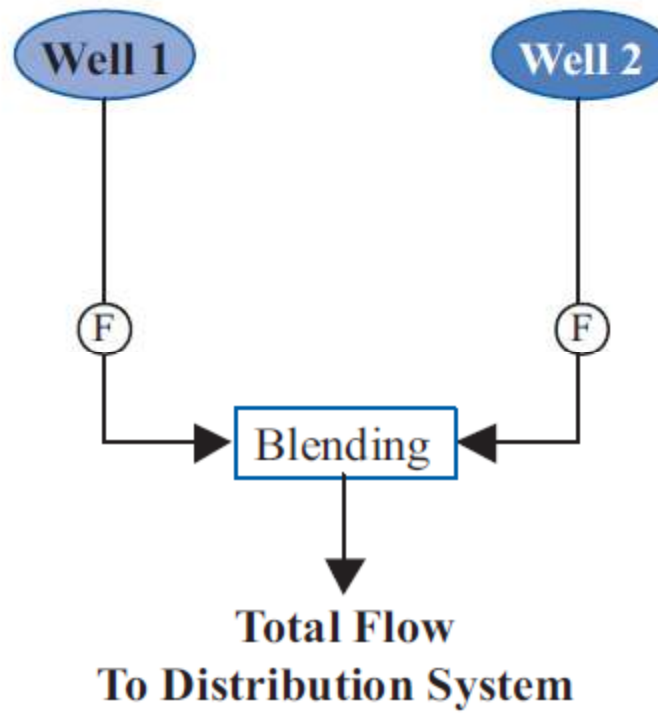 Well 1
Well 2
F
F
Blending
Total Flow
To Distribution System